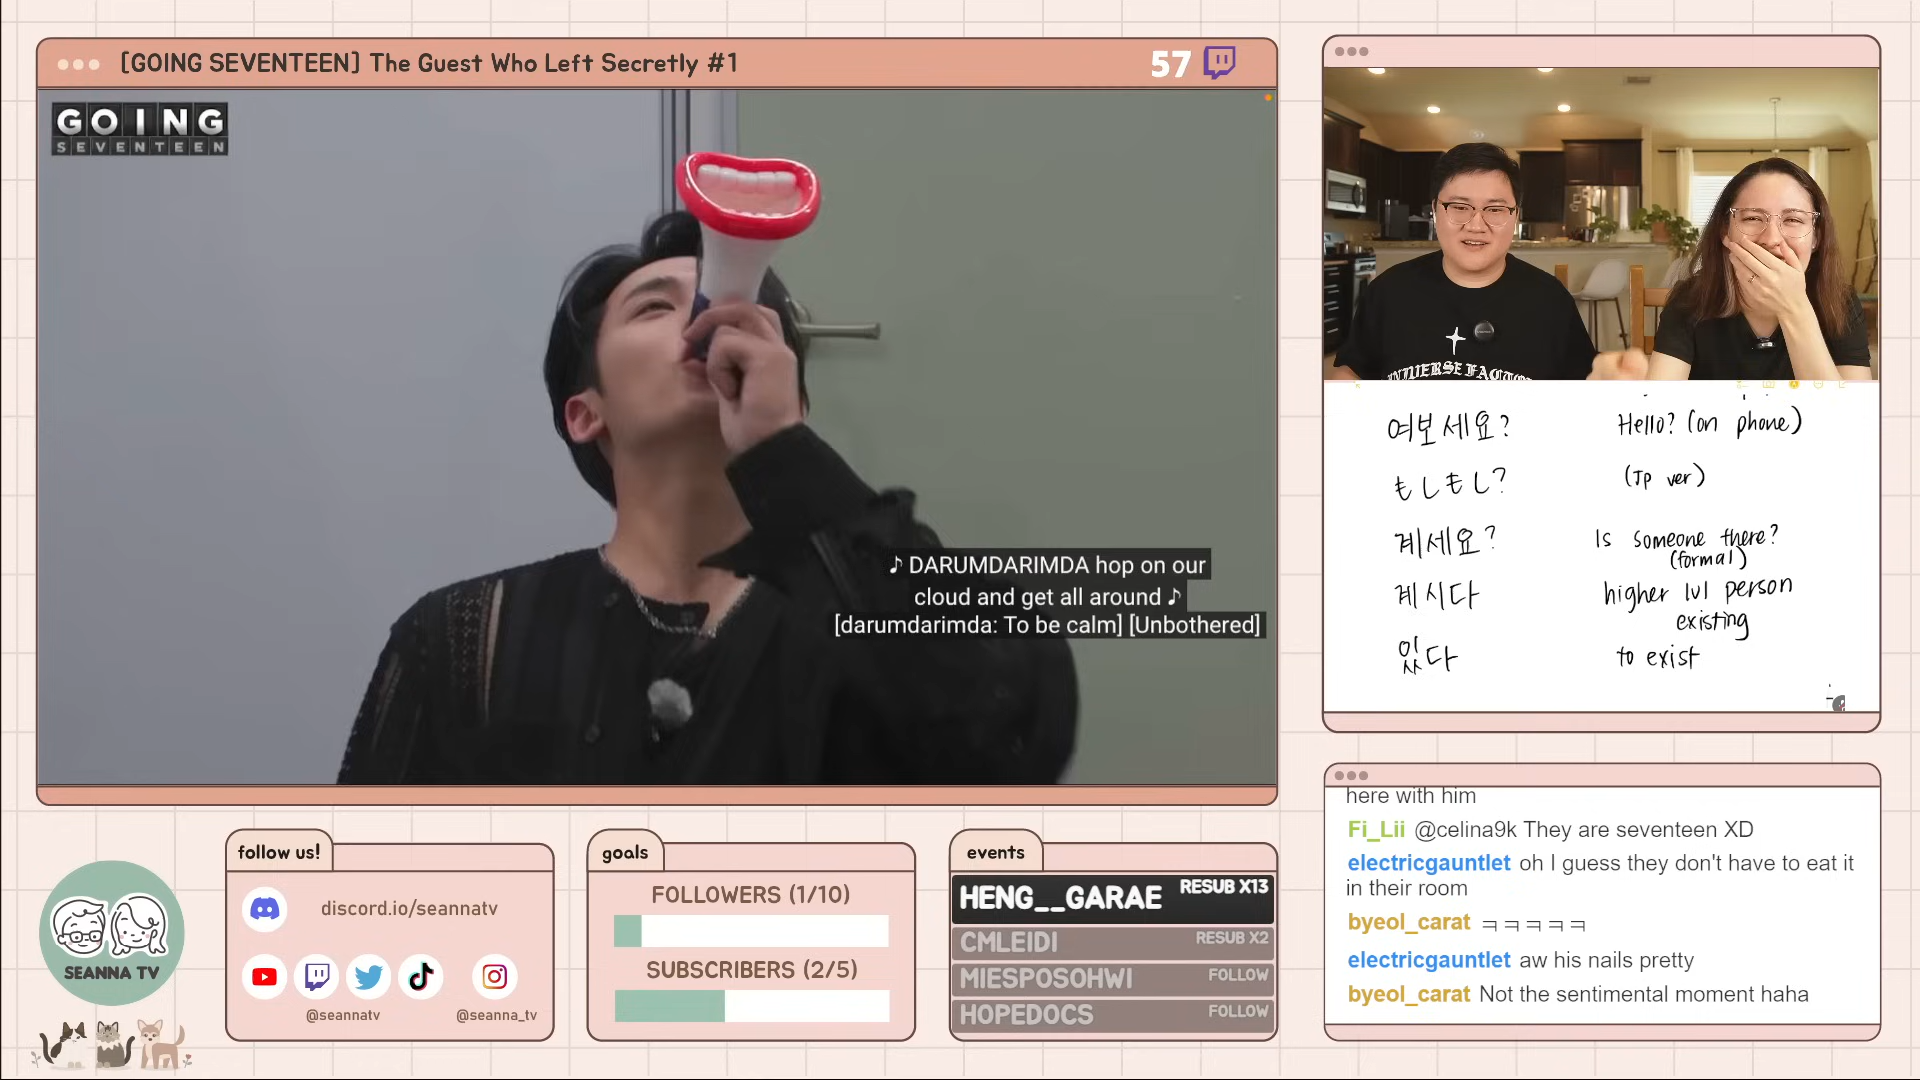 [GOING SEVENTEEN] The Guest Who Left Secretly #1
57
GOING
SEVENTEEN
♪ DARUMDARIMDA hop on our
cloud and get all around ♪
[darumdarimda: To be calm] [Unbothered]
여보세요? Hello? (on phone)
もしもし? (Jp ver)
계세요? Is someone there?
(formal)
계시다 higher lvl person
existing
있다 to exist
here with him
Fi_Lii @celina9k They are seventeen XD
electricgauntlet oh I guess they don't have to eat it
in their room
byeol_carat ㅋㅋㅋㅋㅋ
electricgauntlet aw his nails pretty
byeol_carat Not the sentimental moment haha
SEANNA TV
follow us!
discord.io/seannatv
@seannatv
@seanna_tv
goals
FOLLOWERS (1/10)
SUBSCRIBERS (2/5)
events
HENG__GARAE RESUB X13
CMLEIDI RESUB X2
MIESPOSOHWI FOLLOW
HOPEDOCS FOLLOW